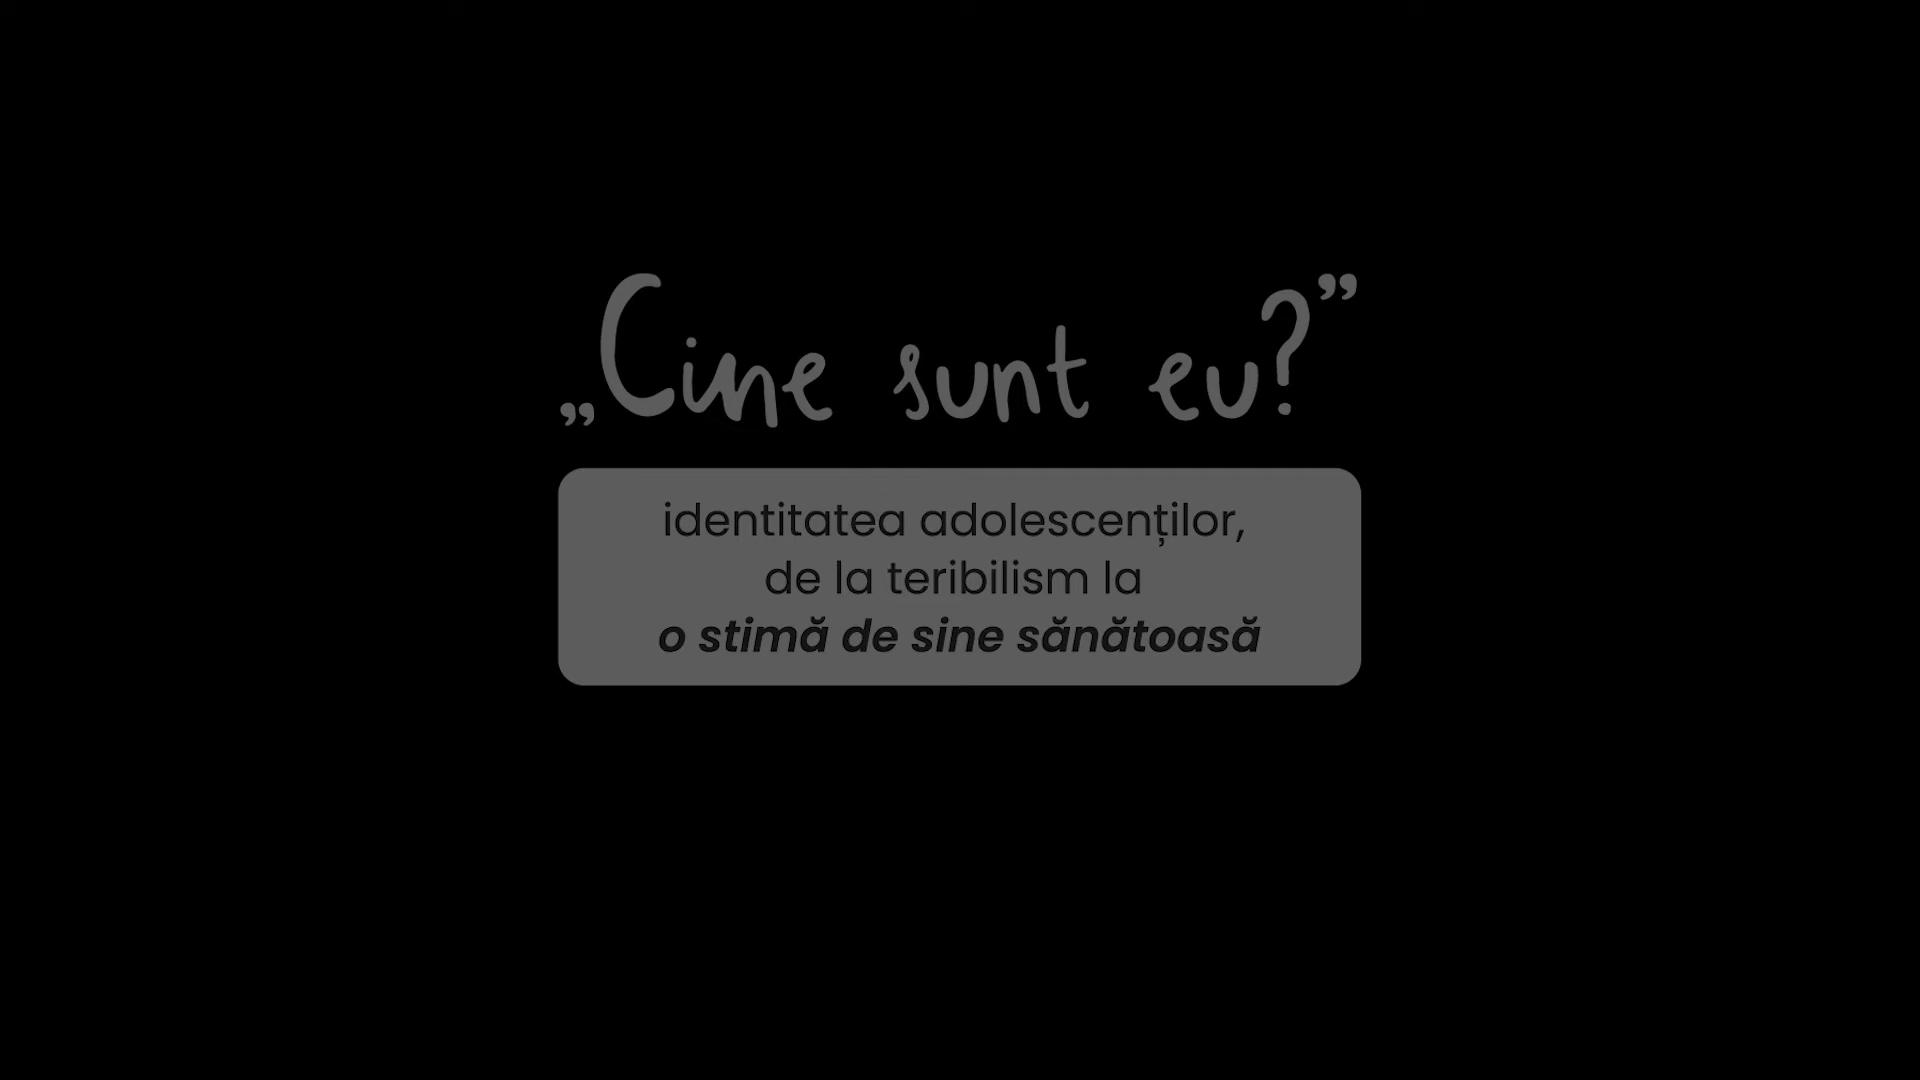 „Cine sunt eu?”
identitatea adolescenților,
de la teribilism la
o stimă de sine sănătoasă